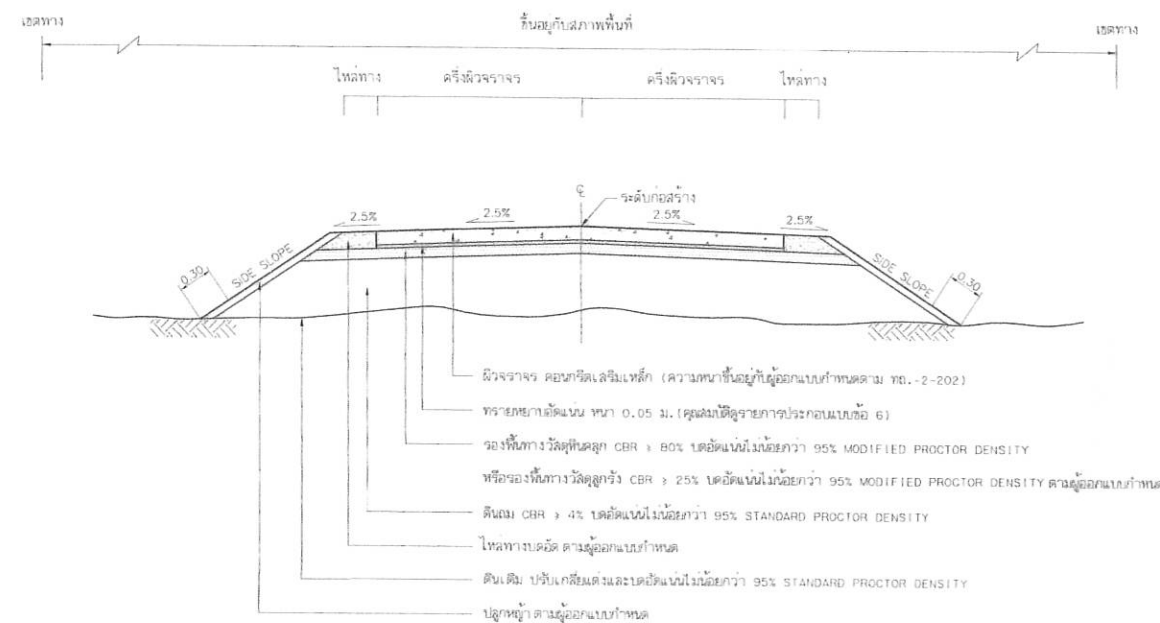 เขตทาง ขึ้นอยู่กับสภาพพื้นที่ เขตทาง
ไหล่ทาง ครึ่งผิวจราจร ครึ่งผิวจราจร ไหล่ทาง
℄ ระดับก่อสร้าง
2.5% 2.5% 2.5% 2.5%
0.30 SIDE SLOPE SIDE SLOPE 0.30
ผิวจราจร คอนกรีตเสริมเหล็ก (ความหนาขึ้นอยู่กับผู้ออกแบบกำหนดตาม ทถ.-2-202)
ทรายหยาบอัดแน่น หนา 0.05 ม.(คุณสมบัติดูรายการประกอบแบบข้อ 6)
รองพื้นทางวัสดุหินคลุก CBR ≥ 80% บดอัดแน่นไม่น้อยกว่า 95% MODIFIED PROCTOR DENSITY
หรือรองพื้นทางวัสดุลูกรัง CBR ≥ 25% บดอัดแน่นไม่น้อยกว่า 95% MODIFIED PROCTOR DENSITY ตามผู้ออกแบบกำหนด
ดินถม CBR ≥ 4% บดอัดแน่นไม่น้อยกว่า 95% STANDARD PROCTOR DENSITY
ไหล่ทางบดอัด ตามผู้ออกแบบกำหนด
ดินเดิม ปรับเกลี่ยแต่งและบดอัดแน่นไม่น้อยกว่า 95% STANDARD PROCTOR DENSITY
ปลูกหญ้า ตามผู้ออกแบบกำหนด